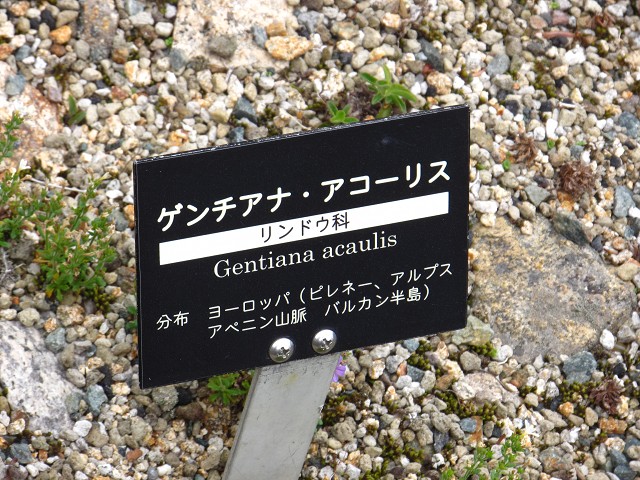 ゲンチアナ・アコーリス
リンドウ科
Gentiana acaulis
分布 ヨーロッパ（ピレネー、アルプス
アペニン山脈 バルカン半島）